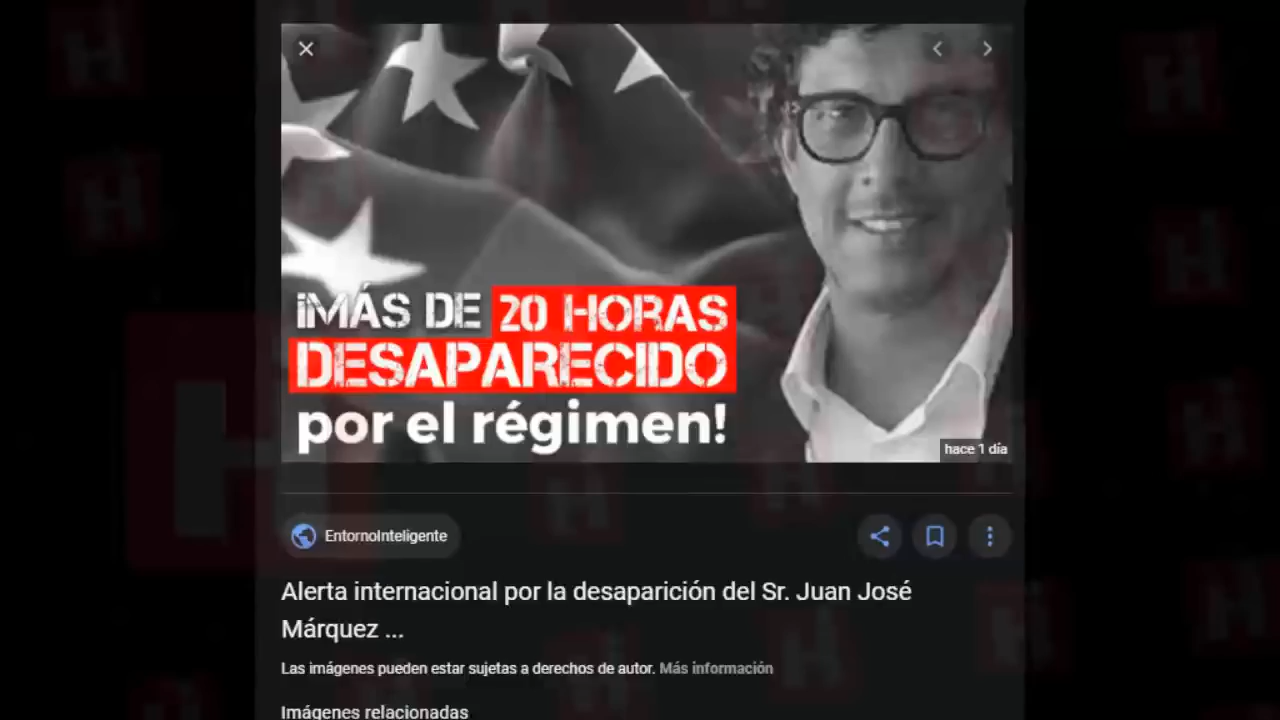 ¡MÁS DE 20 HORAS
DESAPARECIDO
por el régimen!
hace 1 día
EntornoInteligente
Alerta internacional por la desaparición del Sr. Juan José
Márquez ...
Las imágenes pueden estar sujetas a derechos de autor. Más información
Imágenes relacionadas